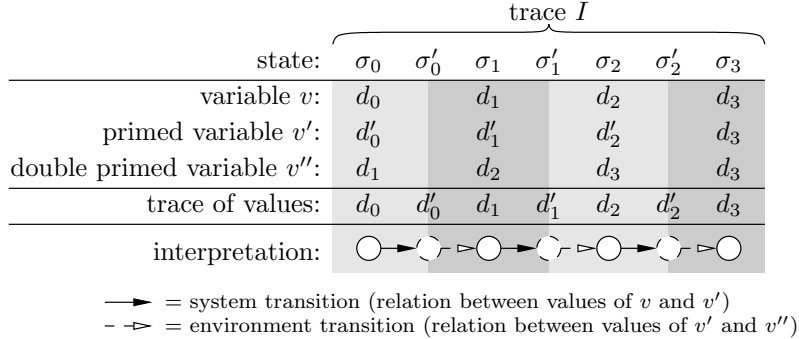 trace I
state: σ₀ σ′₀ σ₁ σ′₁ σ₂ σ′₂ σ₃
variable v: d₀ d₁ d₂ d₃
primed variable v′: d′₀ d′₁ d′₂ d₃
double primed variable v′′: d₁ d₂ d₃ d₃
trace of values: d₀ d′₀ d₁ d′₁ d₂ d′₂ d₃
interpretation:
= system transition (relation between values of v and v′)
= environment transition (relation between values of v′ and v′′)